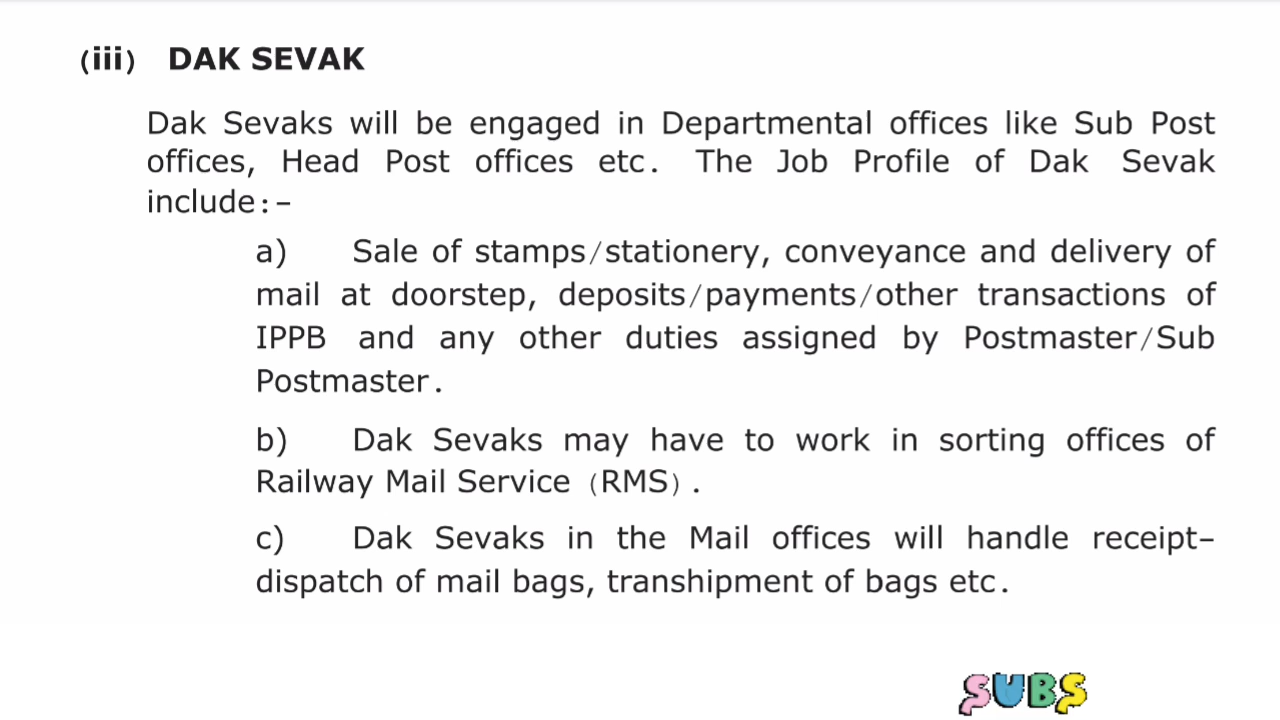 (iii) DAK SEVAK
Dak Sevaks will be engaged in Departmental offices like Sub Post
offices, Head Post offices etc. The Job Profile of Dak Sevak
include:–
a) Sale of stamps/stationery, conveyance and delivery of
mail at doorstep, deposits/payments/other transactions of
IPPB and any other duties assigned by Postmaster/Sub
Postmaster.
b) Dak Sevaks may have to work in sorting offices of
Railway Mail Service (RMS).
c) Dak Sevaks in the Mail offices will handle receipt–
dispatch of mail bags, transhipment of bags etc.
SUBS